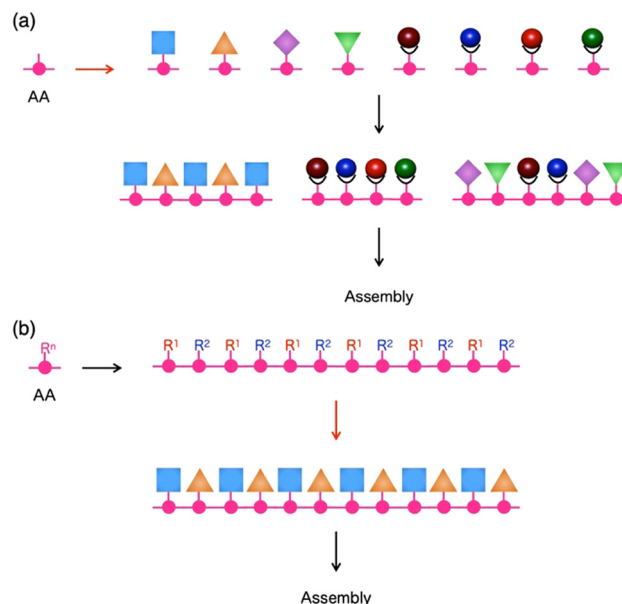 (a)
AA
Assembly
(b)
Rⁿ
AA
R¹ R² R¹ R² R¹ R² R¹ R² R¹ R² R¹ R²
Assembly